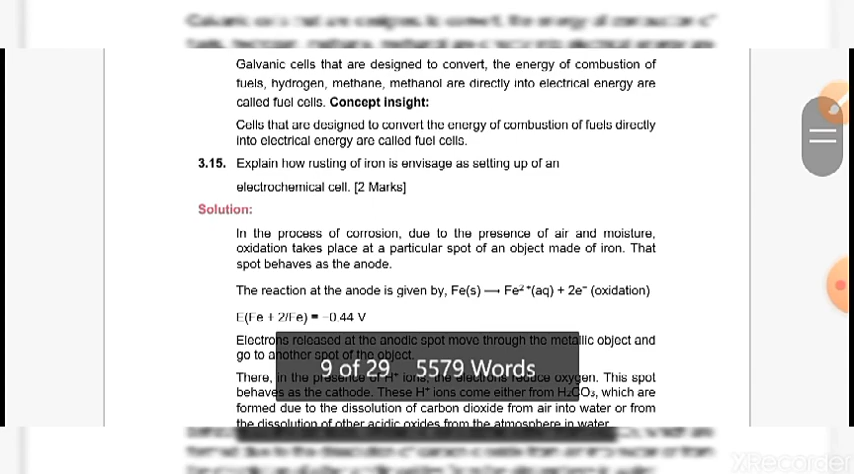 Galvanic cells that are designed to convert, the energy of combustion of
fuels, hydrogen, methane, methanol are directly into electrical energy are
called fuel cells. Concept insight:
Cells that are designed to convert the energy of combustion of fuels directly
into electrical energy are called fuel cells.
3.15. Explain how rusting of iron is envisage as setting up of an
electrochemical cell. [2 Marks]
Solution:
In the process of corrosion, due to the presence of air and moisture,
oxidation takes place at a particular spot of an object made of iron. That
spot behaves as the anode.
The reaction at the anode is given by, Fe(s) ⟶ Fe²⁺(aq) + 2e⁻ (oxidation)
E(Fe + 2/Fe) = −0.44 V
Electrons released at the anodic spot move through the metallic object and
go to another spot of the object.
9 of 29 5579 Words
There, in the presence of H⁺ ions, the electrons reduce oxygen. This spot
behaves as the cathode. These H⁺ ions come either from H₂CO₃, which are
formed due to the dissolution of carbon dioxide from air into water or from
the dissolution of other acidic oxides from the atmosphere in water
XRecorder